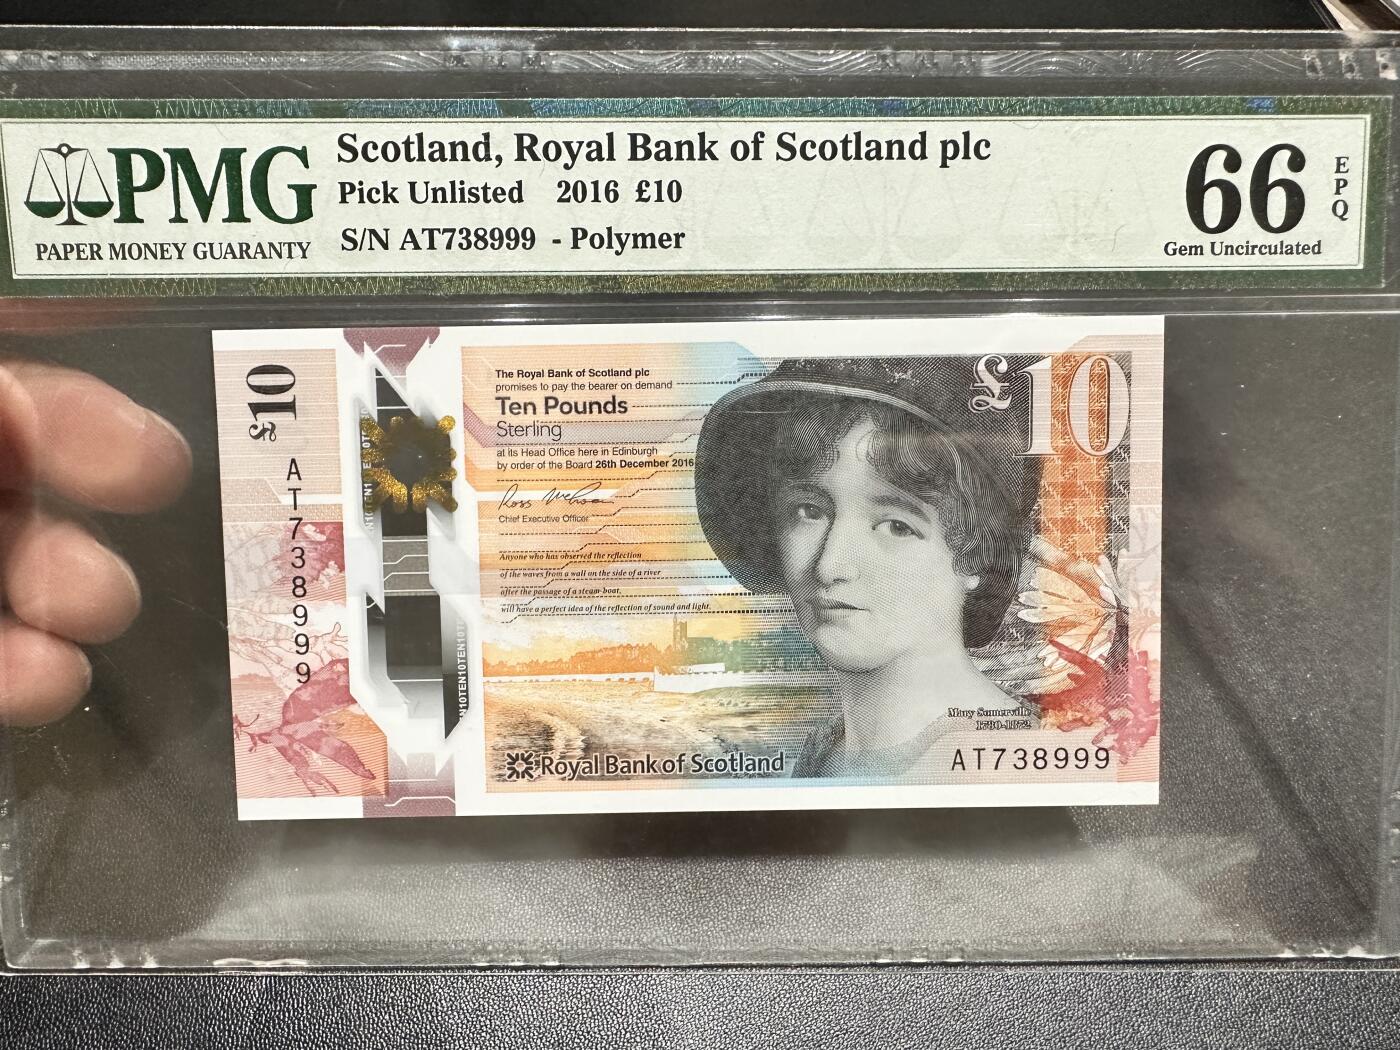 PMG
PAPER MONEY GUARANTY
Scotland, Royal Bank of Scotland plc
Pick Unlisted 2016 £10
S/N AT738999 - Polymer
66
EPQ
Gem Uncirculated
£10
AT738999
The Royal Bank of Scotland plc
promises to pay the bearer on demand
Ten Pounds
Sterling
at its Head Office here in Edinburgh
by order of the Board 26th December 2016
Chief Executive Officer
Anyone who has observed the reflection
of the waves from a wall on the side of a river
after the passage of a steam-boat,
will have a perfect idea of the reflection of sound and light.
£10
Mary Somerville
1780-1872
Royal Bank of Scotland
AT738999